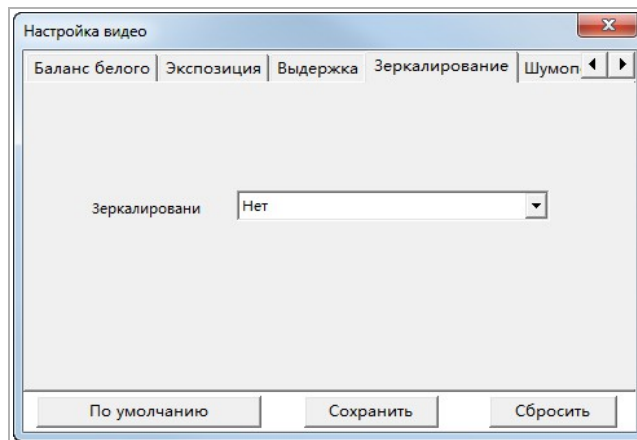 Настройка видео
Баланс белого Экспозиция Выдержка Зеркалирование Шумоп
Зеркалировани Нет
По умолчанию Сохранить Сбросить